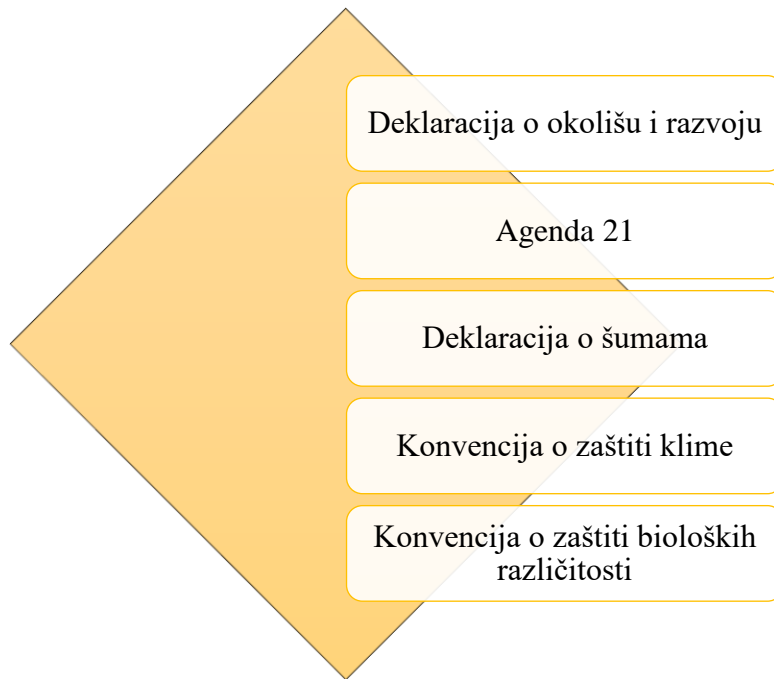 Deklaracija o okolišu i razvoju
Agenda 21
Deklaracija o šumama
Konvencija o zaštiti klime
Konvencija o zaštiti bioloških
različitosti